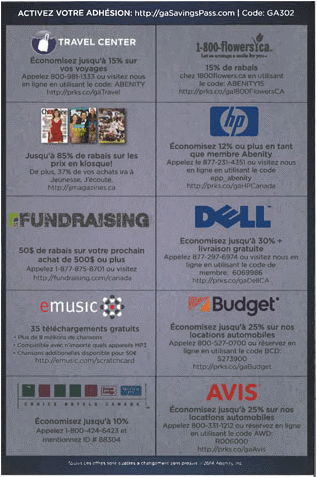 ACTIVEZ VOTRE ADHÉSION: http://gaSavingsPass.com | Code: GA302
TRAVEL CENTER
Économisez jusqu'à 15% sur
vos voyages
Appelez 800-981-1333 ou visitez nous
en ligne en utilisant le code: ABENITY
http://prks.co/gaTravel
1-800-flowers.ca.
15% de rabais
chez 1800flowers.ca en utilisant
le code: ABENITY15
http://prks.co/ga1FlowersCA
Jusqu'à 85% de rabais sur les
prix en kiosque!
De plus, 37% de vos achats ira à
Jeunesse, J'écoute.
http://gmagazines.ca
hp
Économisez 12% ou plus en tant
que membre Abenity
Appelez le 877-231-4351 ou visitez nous
en ligne en utilisant le code
epp_abenity
http://prks.co/gaHPCanada
FUNDRAISING
50$ de rabais sur votre prochain
achat de 500$ ou plus
Appelez 1-877-875-8701 ou visitez
http://fundraising.com/canada
DELL
Economisez jusqu'à 30% +
livraison gratuite
Appelez 877-297-6974 ou visitez nous en
ligne en utilisant le code de
membre: 6069986
http://prks.co/gaDellCA
emusic
35 téléchargements gratuits
• Plus de 8 millions de chansons
• Compatible avec n'importe quels appareils MP3
• Chansons additionelles disponible pour 50¢
http://emusic.com/scratchcard
Budget
Économisez jusqu'à 25% sur nos
locations automobiles
Appelez 800-527-0700 ou réservez en
ligne en utilisant le code BCD:
S273900
http://prks.co/gaBudget
CHOICE HOTELS CANADA
Économisez jusqu'à 10%
Appelez 1-800-424-6423 et
mentionnez ID # 88304
AVIS
Économisez jusqu'à 25% sur nos
locations automobiles
Appelez 800-331-1212 ou réservez en ligne
en utilisant le code AWD:
R006000
http://prks.co/gaAvis
Toutes ces offres sont sujettes à changement sans préavis. ©2014 Abenity, Inc.